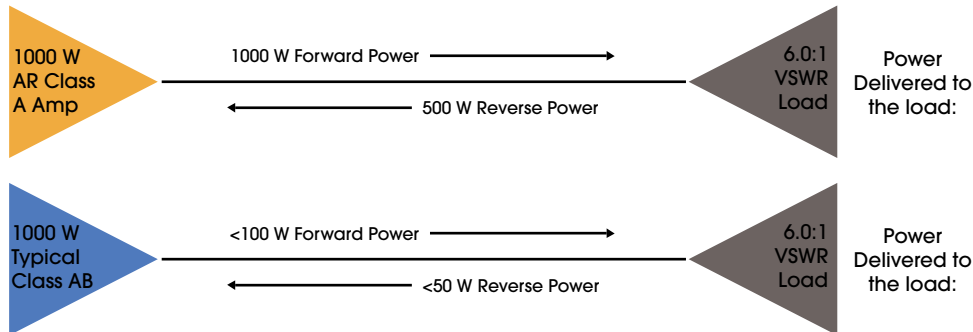 1000 W
AR Class
A Amp
1000 W Forward Power
500 W Reverse Power
6.0:1
VSWR
Load
Power
Delivered to
the load:
1000 W
Typical
Class AB
<100 W Forward Power
<50 W Reverse Power
6.0:1
VSWR
Load
Power
Delivered to
the load: